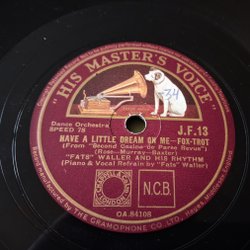 "HIS MASTER'S VOICE"
34
Dance Orchestra
SPEED 78
J.F.13
HAVE A LITTLE DREAM ON ME — FOX-TROT
(From "Second Casino de Paris Revue")
(Rose—Murray—Baxter)
"FATS" WALLER AND HIS RHYTHM
(Piano & Vocal Refrain by "Fats" Waller)
N.C.B.
OA.84108
THE GRAMOPHONE CO. LTD.